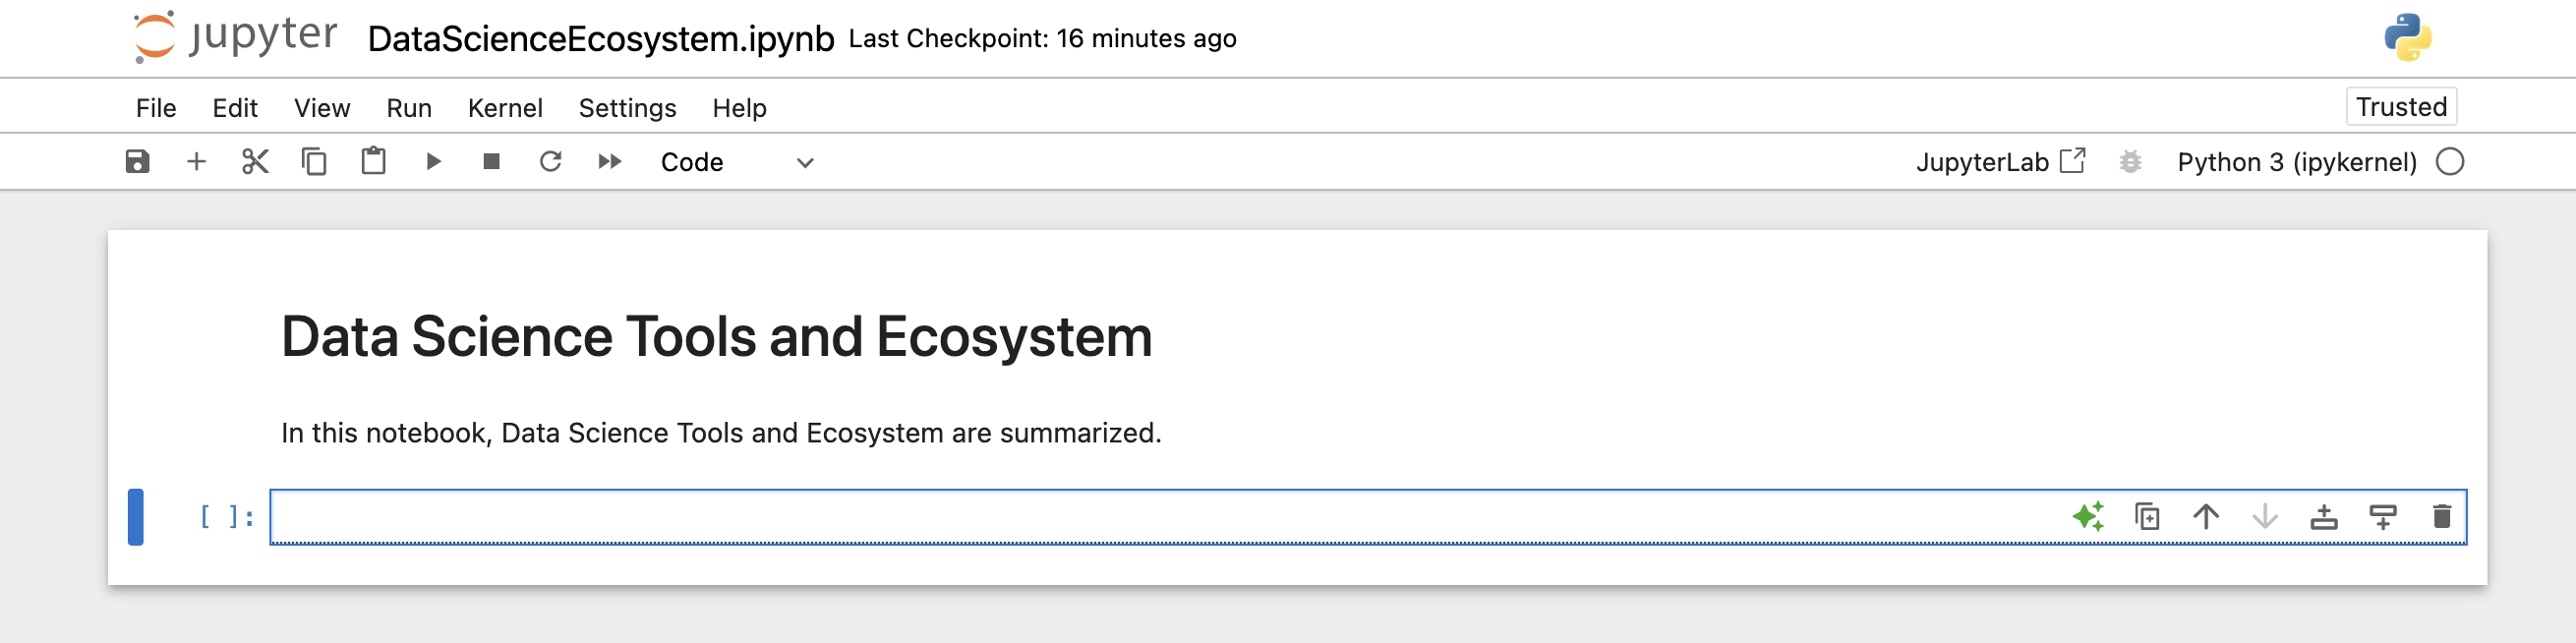 jupyter DataScienceEcosystem.ipynb Last Checkpoint: 16 minutes ago
File Edit View Run Kernel Settings Help Trusted
Code JupyterLab Python 3 (ipykernel)
Data Science Tools and Ecosystem
In this notebook, Data Science Tools and Ecosystem are summarized.
[ ]: